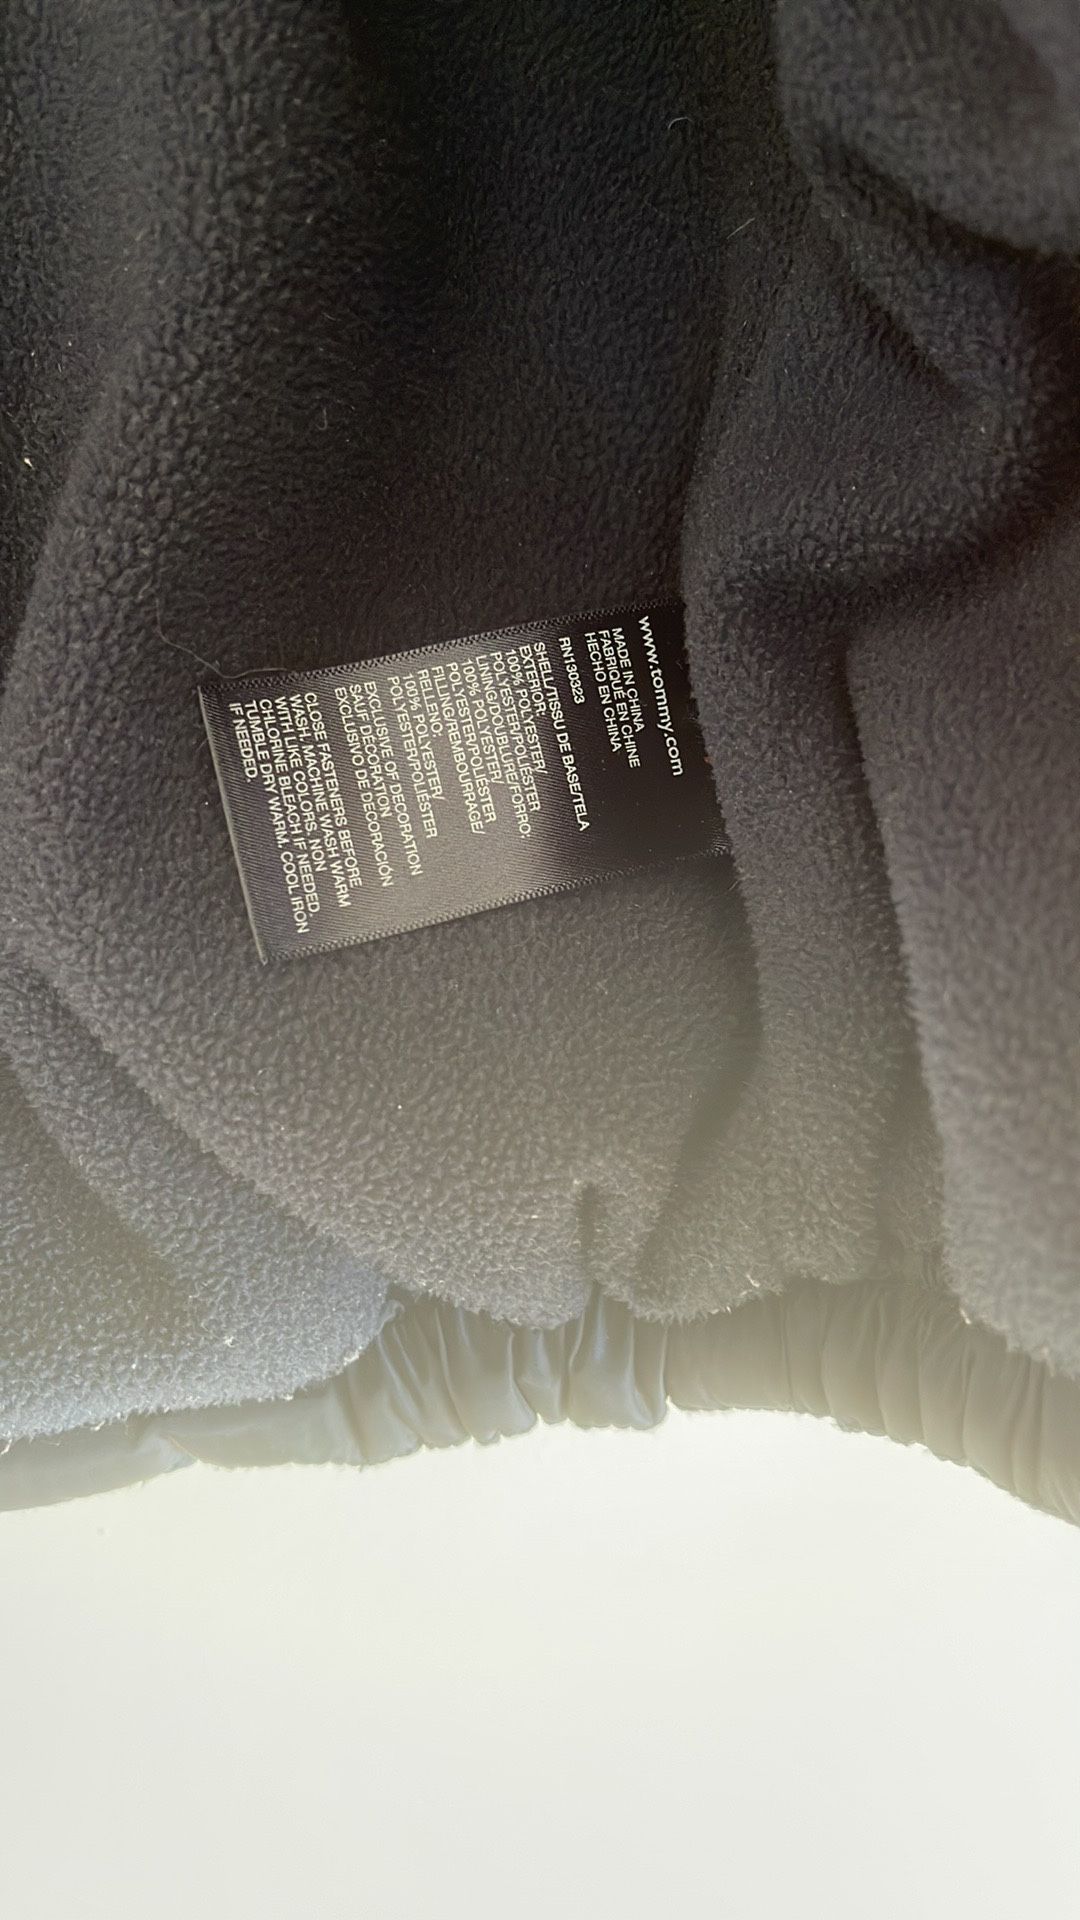 www.tommy.com
MADE IN CHINA
FABRIQUÉ EN CHINE
HECHO EN CHINA
RN130323
SHELL/TISSU DE BASE/TELA
EXTERIOR:
100% POLYESTER/
POLYESTER/POLIÉSTER
LINING/DOUBLURE/FORRO:
100% POLYESTER/
POLYESTER/POLIÉSTER
FILLING/REMBOURRAGE/
RELLENO:
100% POLYESTER/
POLYESTER/POLIÉSTER
EXCLUSIVE OF DECORATION
SAUF DECORATION
EXCLUSIVO DE DECORACIÓN
CLOSE FASTENERS BEFORE
WASH. MACHINE WASH WARM
WITH LIKE COLORS. NON
CHLORINE BLEACH IF NEEDED.
TUMBLE DRY WARM. COOL IRON
IF NEEDED.